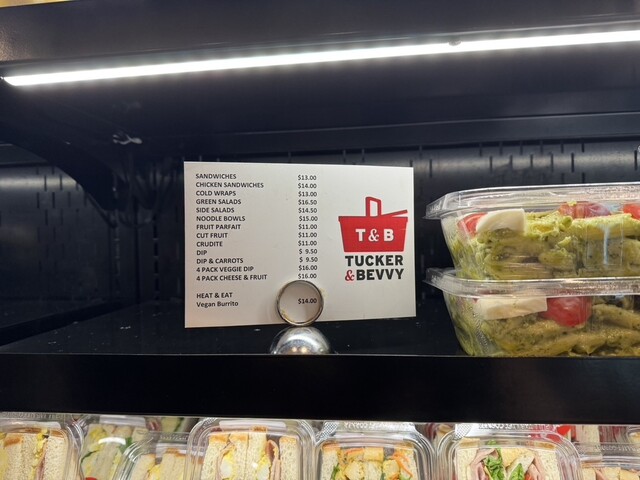 SANDWICHES $13.00
CHICKEN SANDWICHES $14.00
COLD WRAPS $13.00
GREEN SALADS $16.50
SIDE SALADS $14.50
NOODLE BOWLS $15.00
FRUIT PARFAIT $11.00
CUT FRUIT $11.00
CRUDITE $11.00
DIP $ 9.50
DIP & CARROTS $ 9.50
4 PACK VEGGIE DIP $16.00
4 PACK CHEESE & FRUIT $16.00
HEAT & EAT
Vegan Burrito $14.00
T & B
TUCKER
&BEVVY